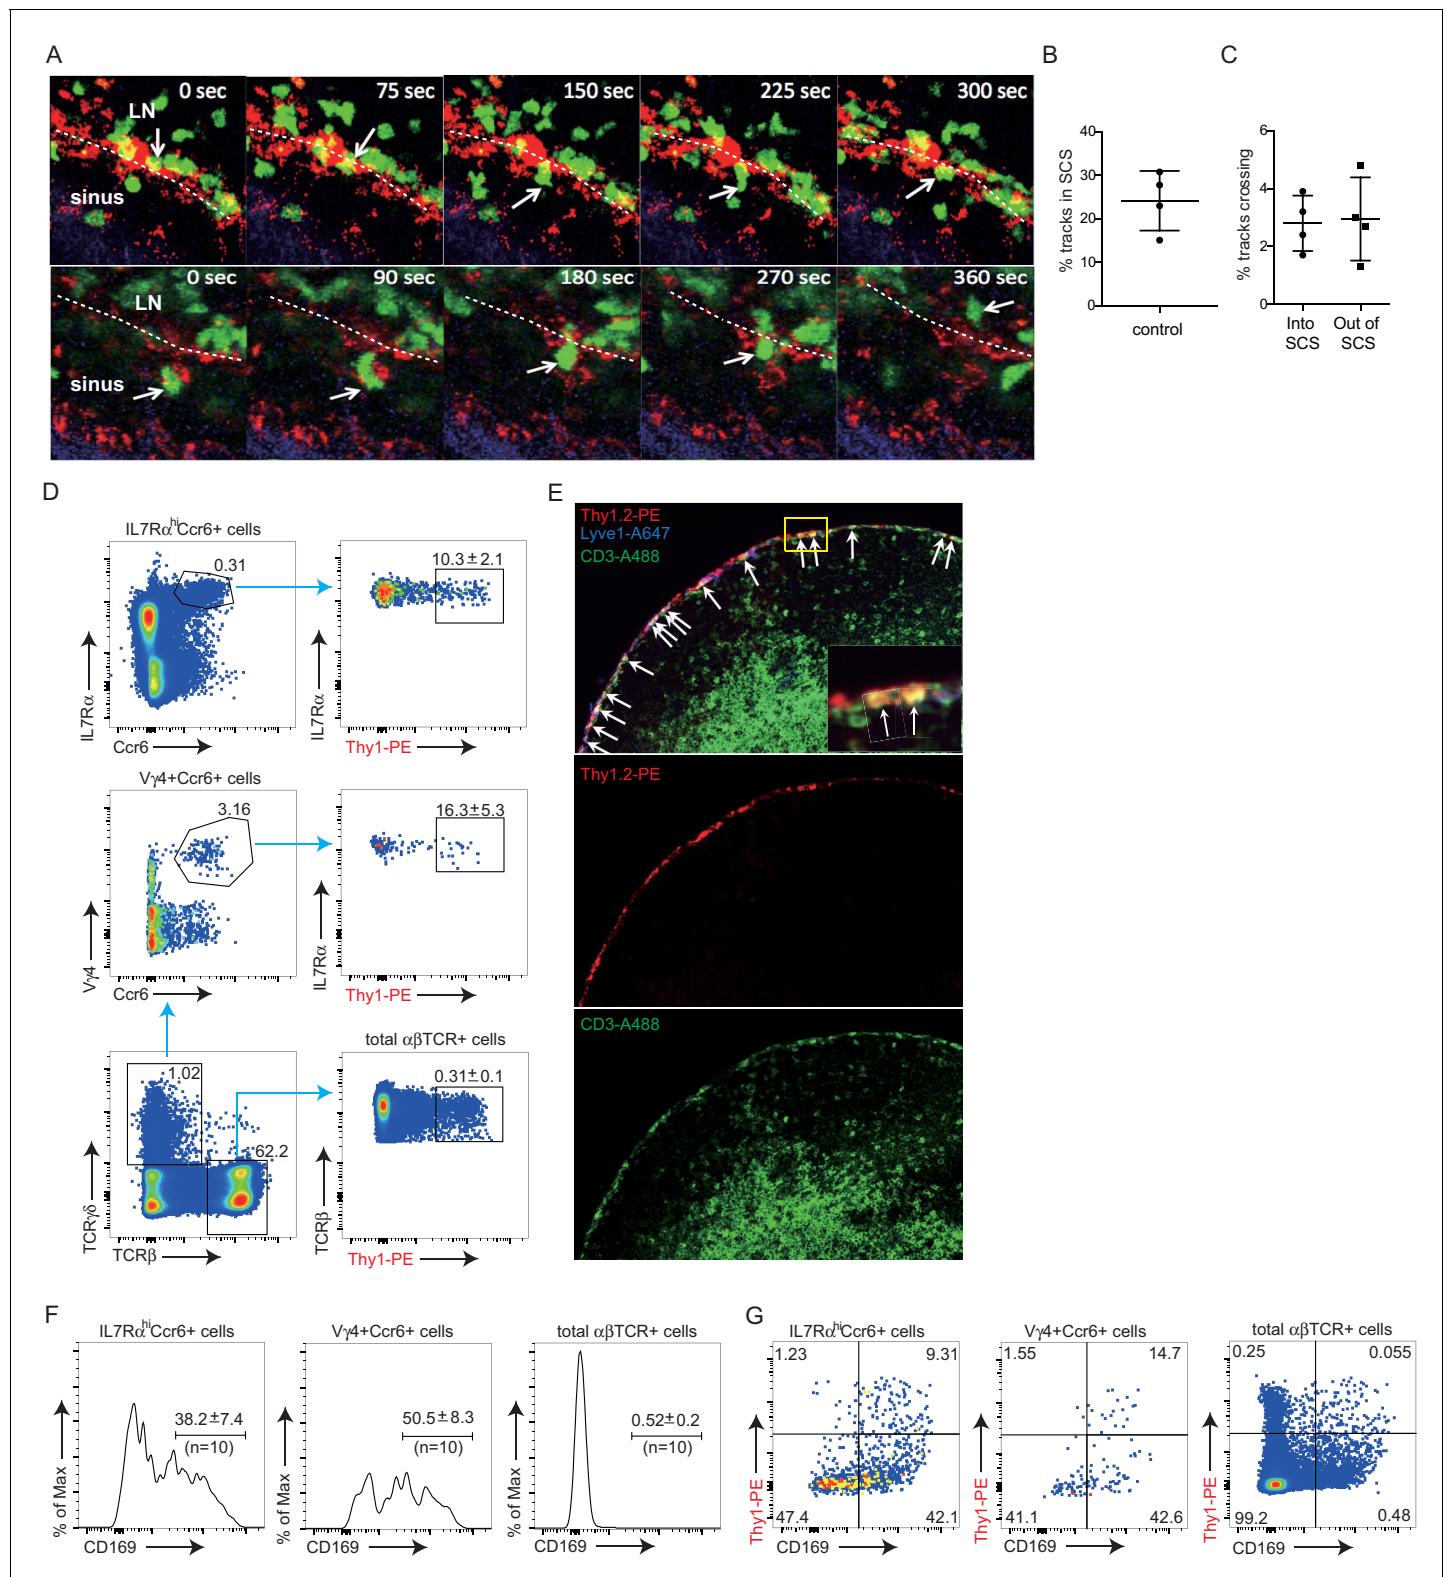 A
0 sec
75 sec
150 sec
225 sec
300 sec
LN
sinus
0 sec
90 sec
180 sec
270 sec
360 sec
LN
sinus
B
% tracks in SCS
40
30
20
10
0
control
C
% tracks crossing
6
4
2
0
Into SCS
Out of SCS
D
IL7Rαhi Ccr6+ cells
0.31
IL7Rα
Ccr6
10.3±2.1
IL7Rα
Thy1-PE
Vγ4+Ccr6+ cells
3.16
Vγ4
Ccr6
16.3±5.3
IL7Rα
Thy1-PE
1.02
62.2
TCRγδ
TCRβ
total αβTCR+ cells
0.31±0.1
TCRβ
Thy1-PE
E
Thy1.2-PE
Lyve1-A647
CD3-A488
Thy1.2-PE
CD3-A488
F
IL7Rαhi Ccr6+ cells
38.2±7.4
(n=10)
% of Max
CD169
Vγ4+Ccr6+ cells
50.5±8.3
(n=10)
% of Max
CD169
total αβTCR+ cells
0.52±0.2
(n=10)
% of Max
CD169
G
IL7Rαhi Ccr6+ cells
1.23
9.31
47.4
42.1
Thy1-PE
CD169
Vγ4+Ccr6+ cells
1.55
14.7
41.1
42.6
Thy1-PE
CD169
total αβTCR+ cells
0.25
0.055
99.2
0.48
Thy1-PE
CD169